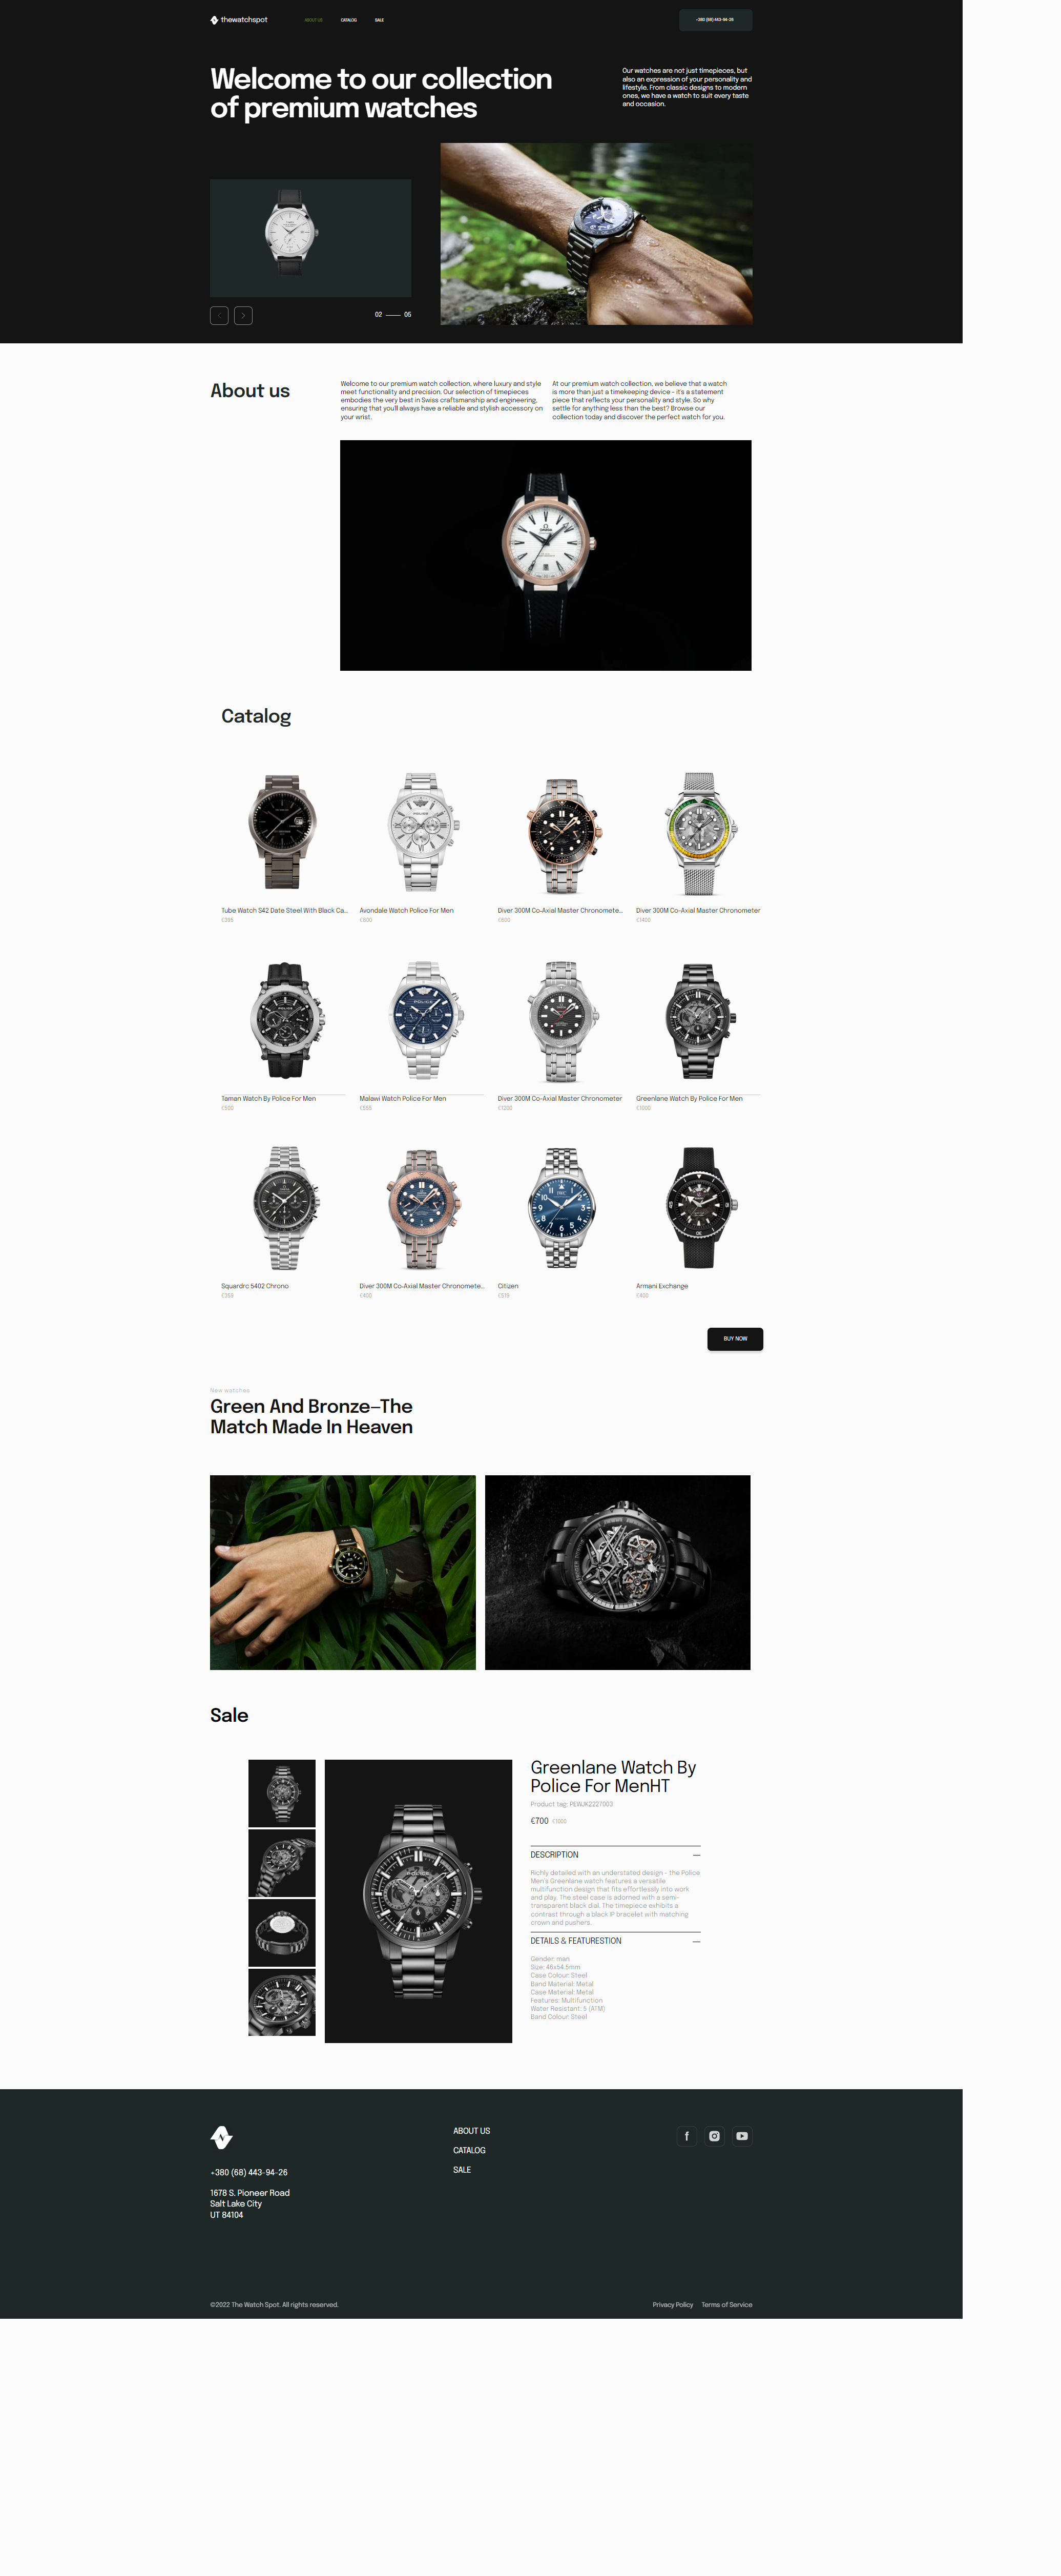 thewatchspot
ABOUT US
CATALOG
SALE
+380 (68) 443-94-26
Welcome to our collection
of premium watches
Our watches are not just timepieces, but
also an expression of your personality and
lifestyle. From classic designs to modern
ones, we have a watch to suit every taste
and occasion.
02
05
About us
Welcome to our premium watch collection, where luxury and style
meet functionality and precision. Our selection of timepieces
embodies the very best in Swiss craftsmanship and engineering,
ensuring that you'll always have a reliable and stylish accessory on
your wrist.
At our premium watch collection, we believe that a watch
is more than just a timekeeping device - it's a statement
piece that reflects your personality and style. So why
settle for anything less than the best? Browse our
collection today and discover the perfect watch for you.
Catalog
Tube Watch S42 Date Steel With Black Ca...
€395
Avondale Watch Police For Men
€800
Diver 300M Co-Axial Master Chronomete...
€600
Diver 300M Co-Axial Master Chronometer
€1400
Taman Watch By Police For Men
€500
Malawi Watch Police For Men
€555
Diver 300M Co-Axial Master Chronometer
€1200
Greenlane Watch By Police For Men
€1000
Squardrc 5402 Chrono
€359
Diver 300M Co-Axial Master Chronomete...
€400
Citizen
€519
Armani Exchange
€400
BUY NOW
New watches
Green And Bronze—The
Match Made In Heaven
Sale
Greenlane Watch By
Police For MenHT
Product tag: PEWJK2227003
€700 €1000
DESCRIPTION
Richly detailed with an understated design - the Police
Men's Greenlane watch features a versatile
multifunction design that fits effortlessly into work
and play. The steel case is adorned with a semi-
transparent black dial. The timepiece exhibits a
contrast through a black IP bracelet with matching
crown and pushers.
DETAILS & FEATURESTION
Gender: man
Size: 46x54.5mm
Case Colour: Steel
Band Material: Metal
Case Material: Metal
Features: Multifunction
Water Resistant: 5 (ATM)
Band Colour: Steel
+380 (68) 443-94-26
1678 S. Pioneer Road
Salt Lake City
UT 84104
ABOUT US
CATALOG
SALE
©2022 The Watch Spot. All rights reserved.
Privacy Policy
Terms of Service